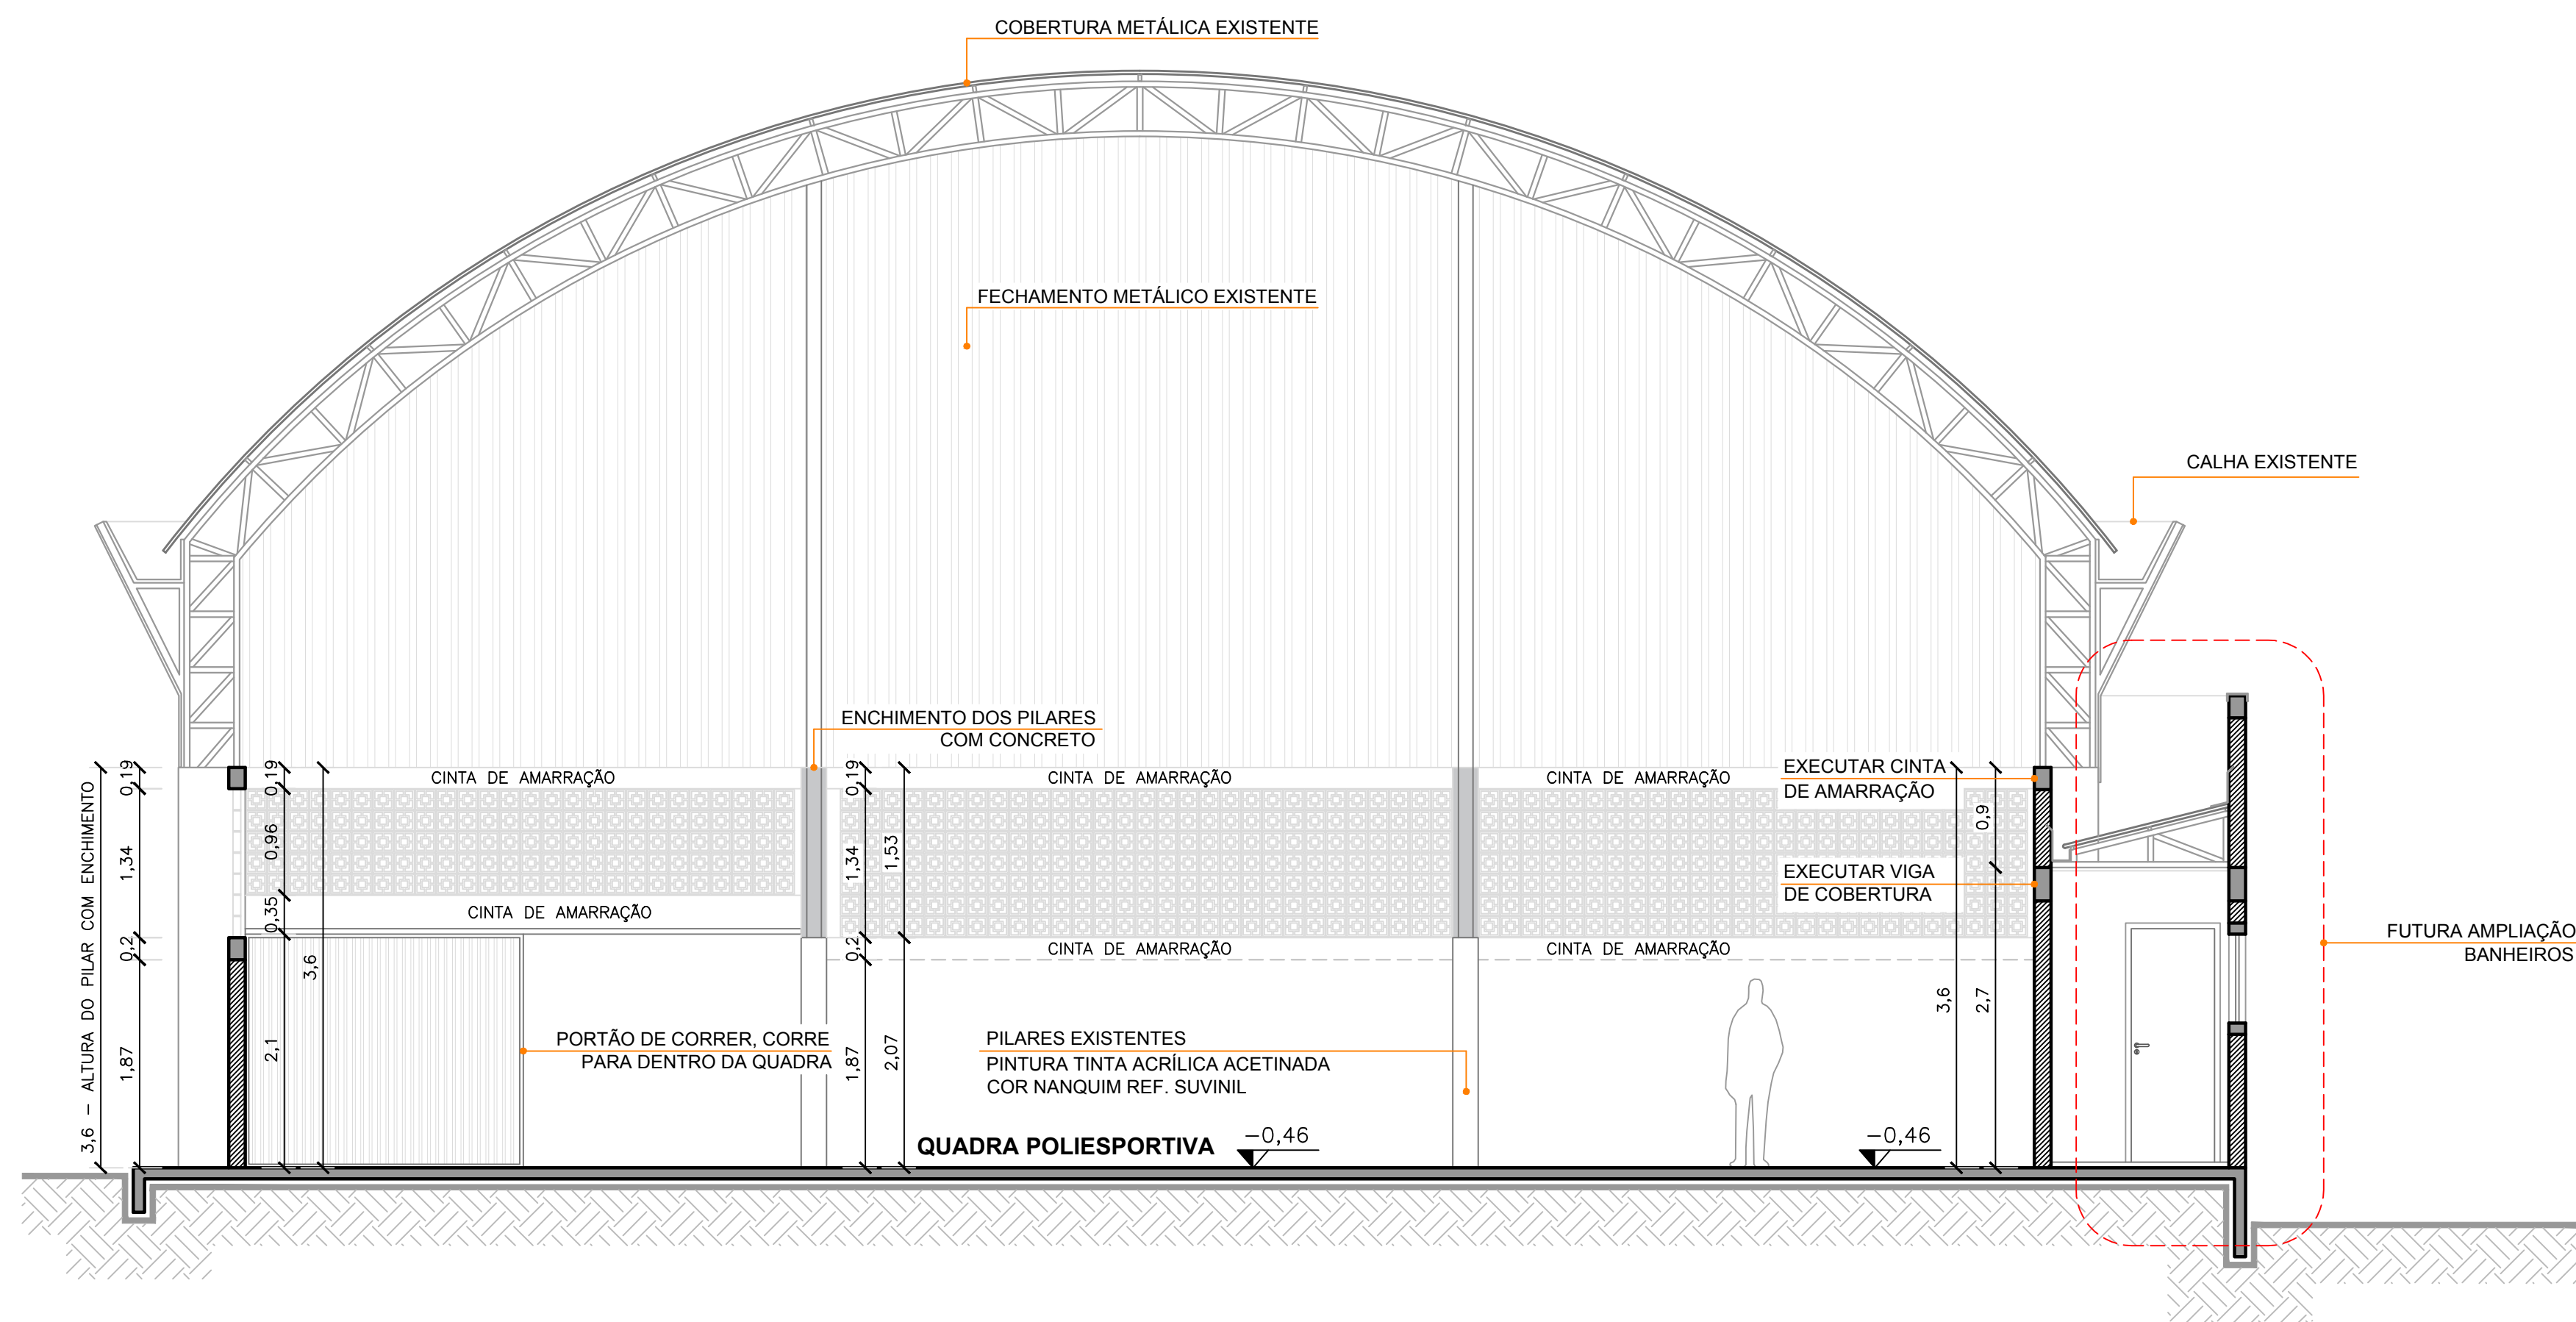 COBERTURA METÁLICA EXISTENTE
FECHAMENTO METÁLICO EXISTENTE
CALHA EXISTENTE
ENCHIMENTO DOS PILARES
COM CONCRETO
3,6 – ALTURA DO PILAR COM ENCHIMENTO
0,19
1,34
0,2
1,87
0,19
0,96
0,35
2,1
3,6
CINTA DE AMARRAÇÃO
CINTA DE AMARRAÇÃO
CINTA DE AMARRAÇÃO
CINTA DE AMARRAÇÃO
CINTA DE AMARRAÇÃO
CINTA DE AMARRAÇÃO
0,19
1,34
0,2
1,87
1,53
2,07
EXECUTAR CINTA
DE AMARRAÇÃO
EXECUTAR VIGA
DE COBERTURA
3,6
0,9
2,7
FUTURA AMPLIAÇÃO
BANHEIROS
PORTÃO DE CORRER, CORRE
PARA DENTRO DA QUADRA
PILARES EXISTENTES
PINTURA TINTA ACRÍLICA ACETINADA
COR NANQUIM REF. SUVINIL
QUADRA POLIESPORTIVA
−0,46
−0,46